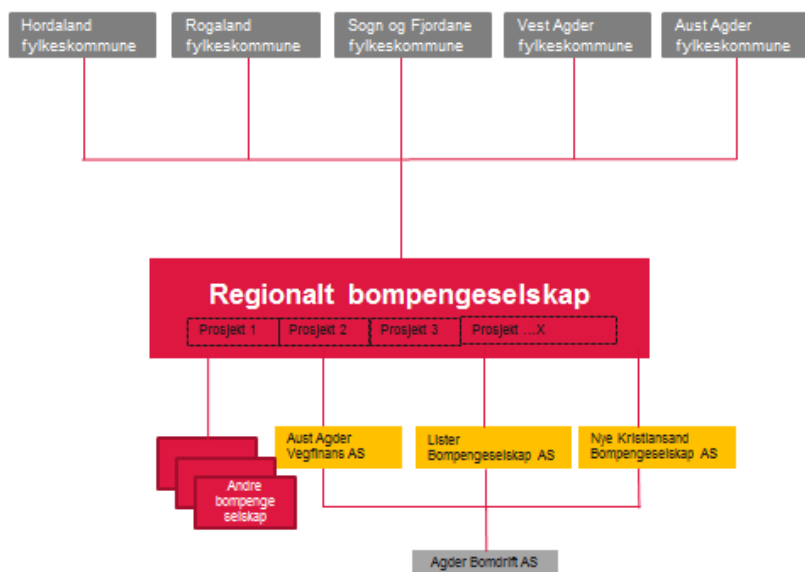 Hordaland
fylkeskommune
Rogaland
fylkeskommune
Sogn og Fjordane
fylkeskommune
Vest Agder
fylkeskommune
Aust Agder
fylkeskommune
Regionalt bompengeselskap
Prosjekt 1
Prosjekt 2
Prosjekt 3
Prosjekt ...X
Aust Agder
Vegfinans AS
Lister
Bompengeselskap AS
Nye Kristiansand
Bompengeselskap AS
Andre
bompenge
selskap
Agder Bomdrift AS